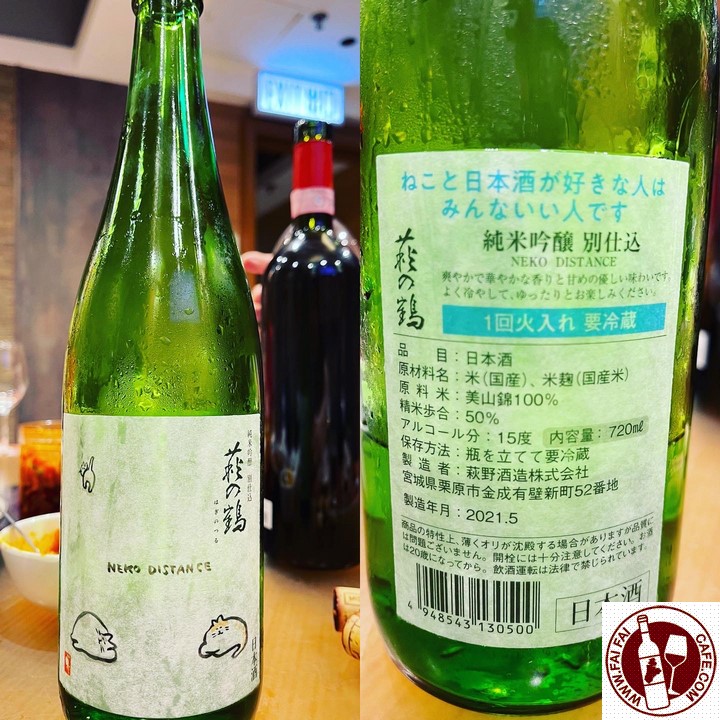 純米吟醸 別仕込
萩の鶴
はぎのつる
NEKO DISTANCE
日本酒
ねこと日本酒が好きな人は
みんないい人です
純米吟醸 別仕込
NEKO DISTANCE
萩の鶴
爽やかで華やかな香りと甘めの優しい味わいです。
よく冷やして、ゆったりとお楽しみください。
1回火入れ 要冷蔵
品目:日本酒
原材料名:米(国産)、米麹(国産米)
原料米:美山錦100%
精米歩合:50%
アルコール分:15度 内容量:720㎖
保存方法:瓶を立てて要冷蔵
製造者:萩野酒造株式会社
宮城県栗原市金成有壁新町52番地
製造年月:2021.5
商品の特性上、薄くオリが沈殿する場合がありますが品質に
は問題ございません。開栓には十分注意してください。お酒
は20歳になってから。飲酒運転は法律で禁じられています。
4 948543 130500
日本酒
WWW.FAIFAICAFE.COM